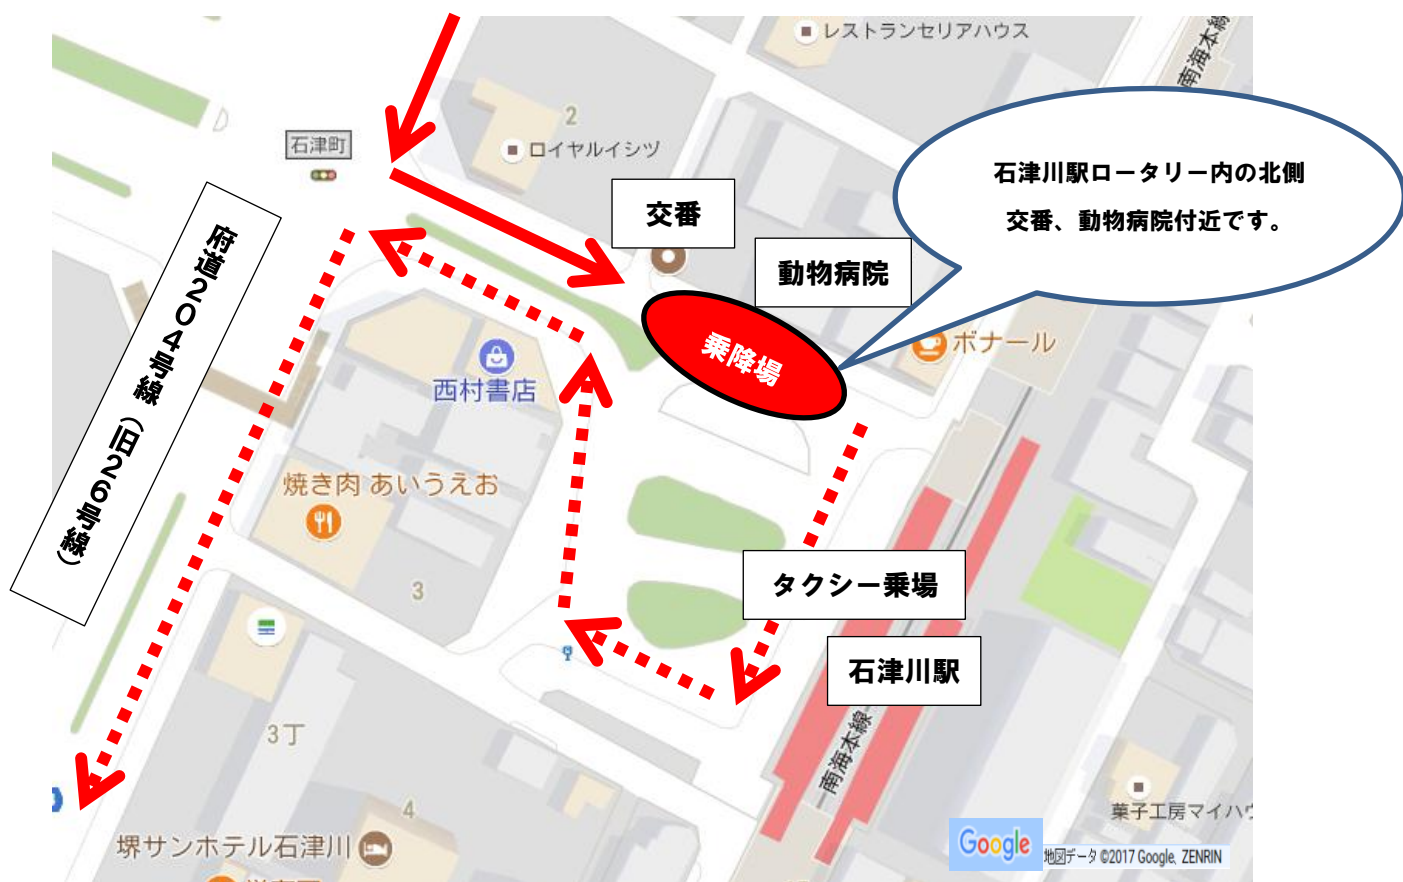 レストランセリアハウス
南海本線
2
石津町
ロイヤルイシヅ
石津川駅ロータリー内の北側
交番、動物病院付近です。
交番
動物病院
府道204号線（旧26号線）
乗降場
ボナール
西村書店
焼き肉 あいうえお
タクシー乗場
3
石津川駅
南海本線
3丁
4
菓子工房マイハウ
堺サンホテル石津川
Google
地図データ ©2017 Google, ZENRIN